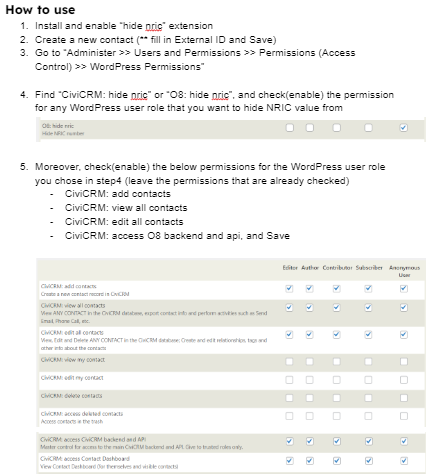 How to use
1. Install and enable "hide nric" extension
2. Create a new contact (** fill in External ID and Save)
3. Go to "Administer >> Users and Permissions >> Permissions (Access
Control) >> WordPress Permissions"
4. Find "CiviCRM: hide nric" or "O8: hide nric", and check(enable) the permission
for any WordPress user role that you want to hide NRIC value from
O8: hide nric
Hide NRIC number
5. Moreover, check(enable) the below permissions for the WordPress user role
you chose in step4 (leave the permissions that are already checked)
- CiviCRM: add contacts
- CiviCRM: view all contacts
- CiviCRM: edit all contacts
- CiviCRM: access O8 backend and api, and Save
Editor Author Contributor Subscriber Anonymous
User
CiviCRM: add contacts
Create a new contact record in CiviCRM
CiviCRM: view all contacts
View ANY CONTACT in the CiviCRM database, export contact info and perform activities such as Send
Email, Phone Call, etc.
CiviCRM: edit all contacts
View, Edit and Delete ANY CONTACT in the CiviCRM database; Create and edit relationships, tags and
other info about the contacts
CiviCRM: view my contact
CiviCRM: edit my contact
CiviCRM: delete contacts
CiviCRM: access deleted contacts
Access contacts in the trash
CiviCRM: access CiviCRM backend and API
Master control for access to the main CiviCRM backend and API. Give to trusted roles only.
CiviCRM: access Contact Dashboard
View Contact Dashboard (for themselves and visible contacts)